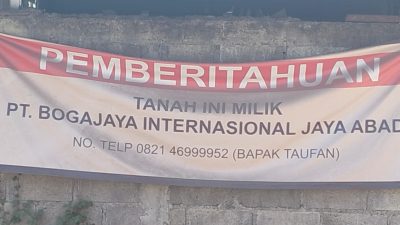 PEMBERITAHUAN
TANAH INI MILIK
PT. BOGAJAYA INTERNASIONAL JAYA ABAD
NO. TELP 0821 46999952 (BAPAK TAUFAN)